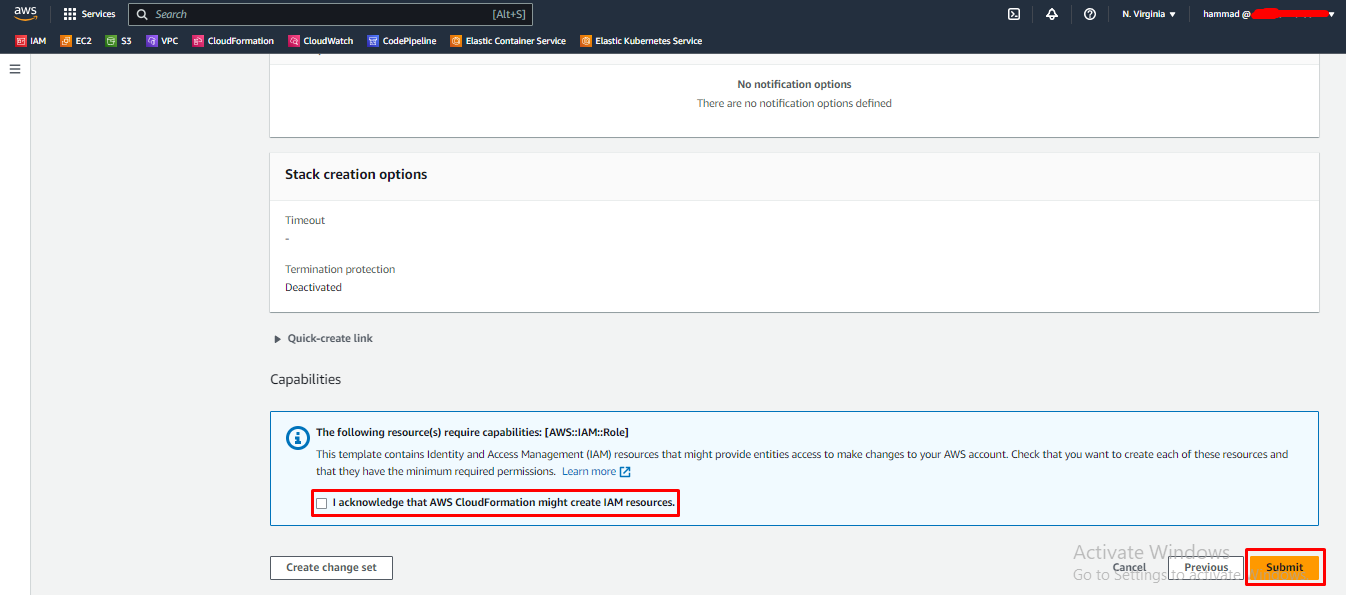 aws
Services
Search
[Alt+S]
N. Virginia
hammad @
IAM
EC2
S3
VPC
CloudFormation
CloudWatch
CodePipeline
Elastic Container Service
Elastic Kubernetes Service
No notification options
There are no notification options defined
Stack creation options
Timeout
-
Termination protection
Deactivated
Quick-create link
Capabilities
The following resource(s) require capabilities: [AWS::IAM::Role]
This template contains Identity and Access Management (IAM) resources that might provide entities access to make changes to your AWS account. Check that you want to create each of these resources and
that they have the minimum required permissions. Learn more
I acknowledge that AWS CloudFormation might create IAM resources.
Activate Windows
Go to Settings to activate
Create change set
Cancel
Previous
Submit